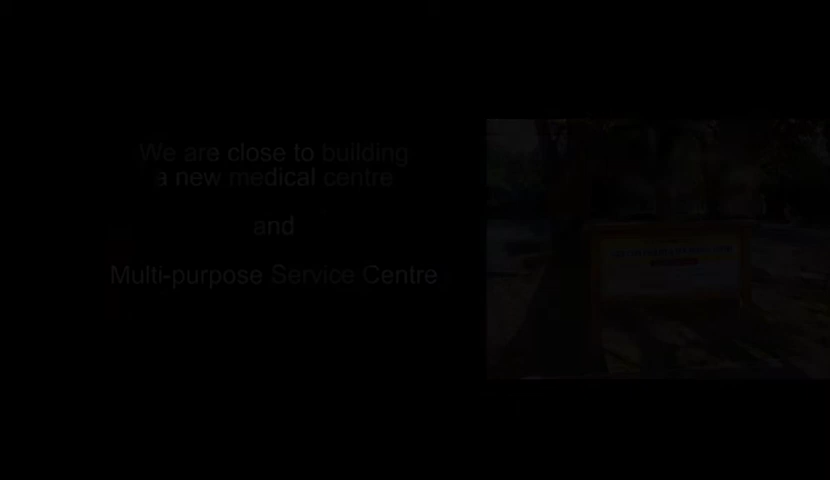 We are close to building
a new medical centre
and
Multi-purpose Service Centre